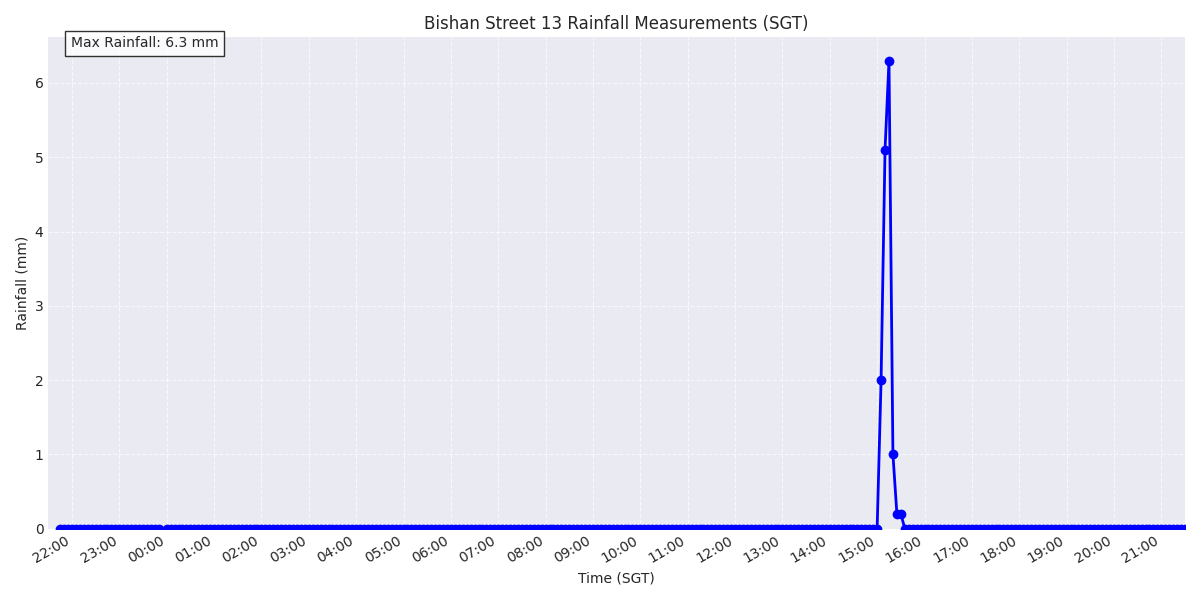 Bishan Street 13 Rainfall Measurements (SGT)
Max Rainfall: 6.3 mm
6
5
4
3
2
1
0
Rainfall (mm)
22:00 23:00 00:00 01:00 02:00 03:00 04:00 05:00 06:00 07:00 08:00 09:00 10:00 11:00 12:00 13:00 14:00 15:00 16:00 17:00 18:00 19:00 20:00 21:00
Time (SGT)